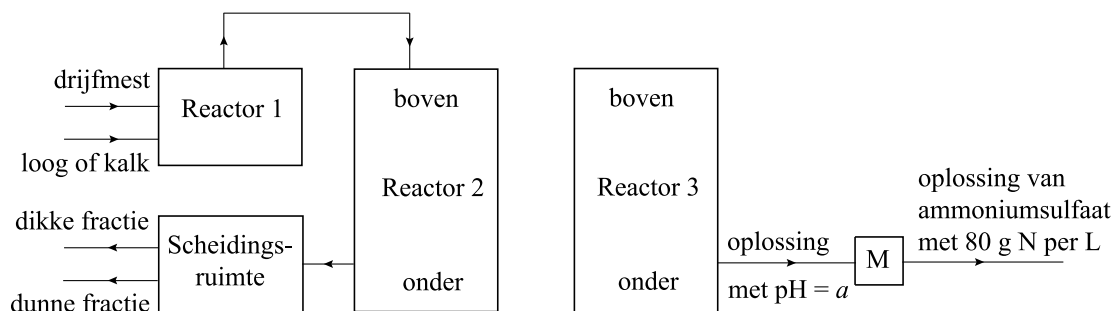 drijfmest
Reactor 1
loog of kalk
boven
Reactor 2
onder
dikke fractie
Scheidings-
ruimte
dunne fractie
boven
Reactor 3
onder
oplossing
met pH = a
M
oplossing van
ammoniumsulfaat
met 80 g N per L